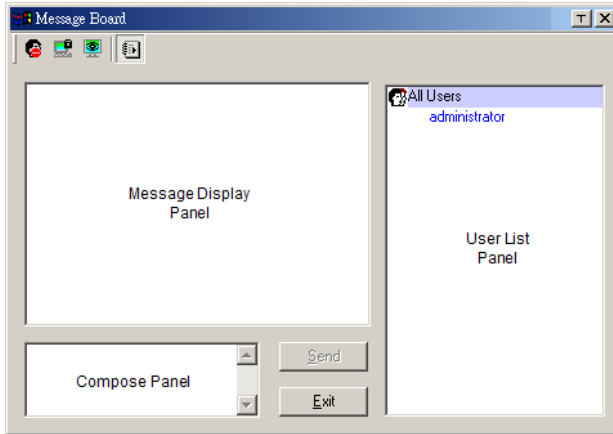 Message Board
T X
All Users
administrator
Message Display
Panel
User List
Panel
Compose Panel
Send
Exit